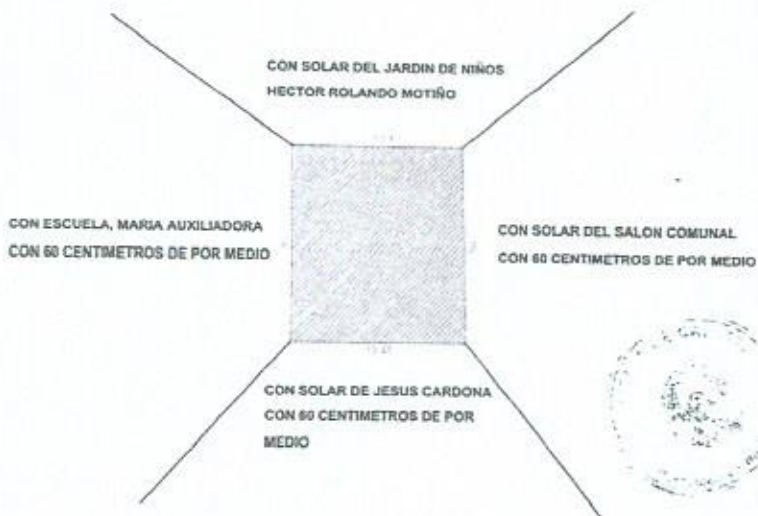 CON SOLAR DEL JARDIN DE NIÑOS
HECTOR ROLANDO MOTIÑO
CON ESCUELA, MARIA AUXILIADORA
CON 60 CENTIMETROS DE POR MEDIO
CON SOLAR DEL SALON COMUNAL
CON 60 CENTIMETROS DE POR MEDIO
CON SOLAR DE JESUS CARDONA
CON 60 CENTIMETROS DE POR
MEDIO